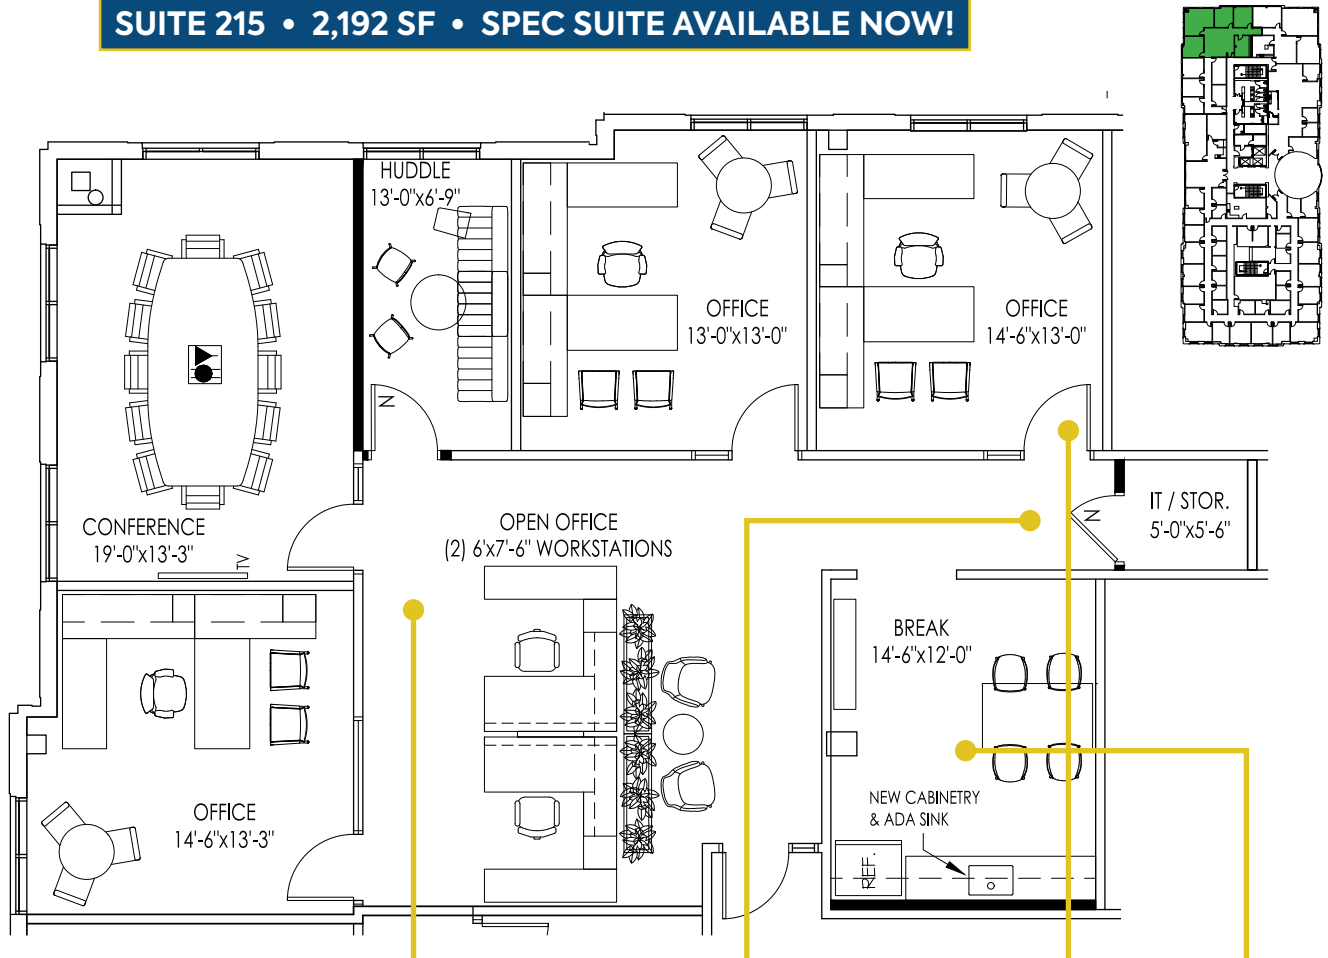 SUITE 215 • 2,192 SF • SPEC SUITE AVAILABLE NOW!
HUDDLE
13'-0"x6'-9"
OFFICE
13'-0"x13'-0"
OFFICE
14'-6"x13'-0"
N
CONFERENCE
19'-0"x13'-3"
TV
OPEN OFFICE
(2) 6'x7'-6" WORKSTATIONS
N
IT / STOR.
5'-0"x5'-6"
BREAK
14'-6"x12'-0"
OFFICE
14'-6"x13'-3"
NEW CABINETRY
& ADA SINK
REF.